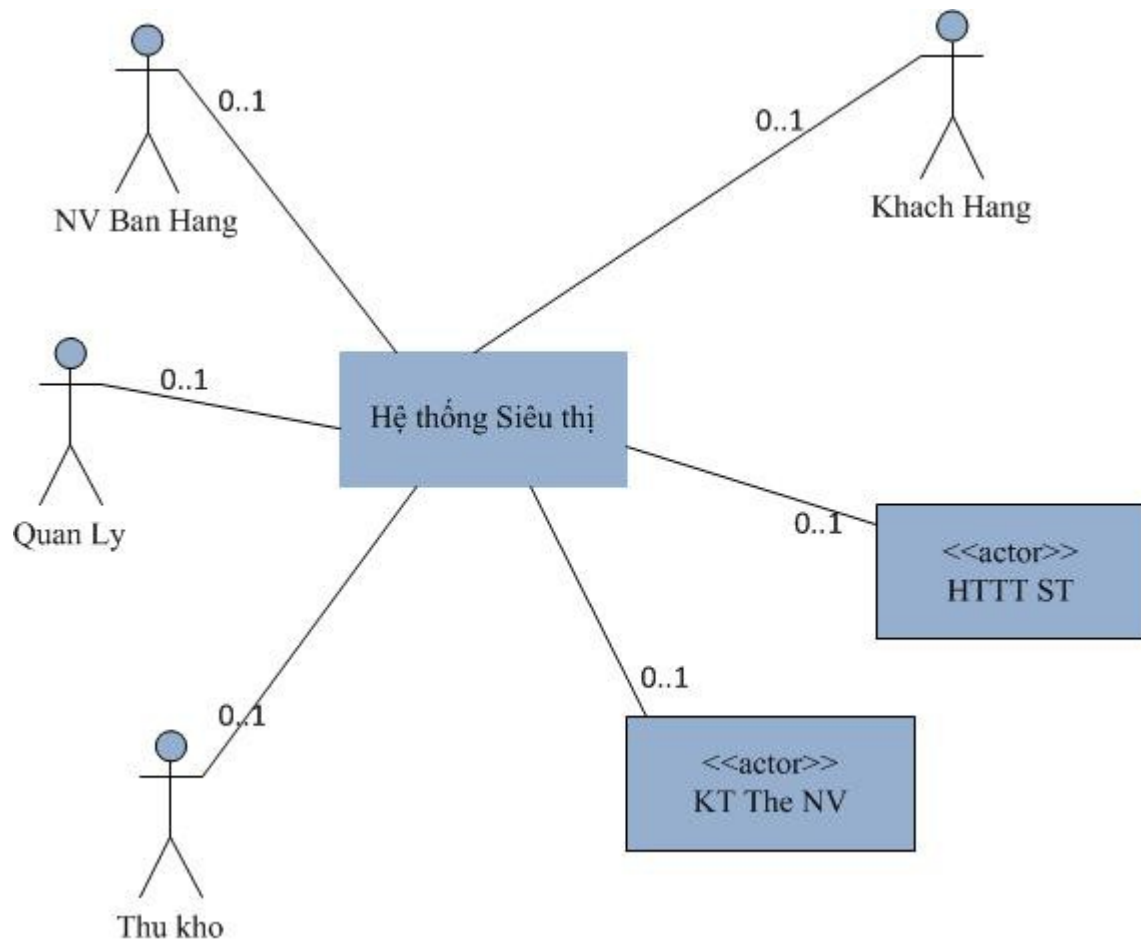 0..1
0..1
NV Ban Hang
Khach Hang
0..1
Hệ thống Siêu thị
Quan Ly
0..1
<<actor>>
HTTT ST
0..1
0..1
<<actor>>
KT The NV
Thu kho